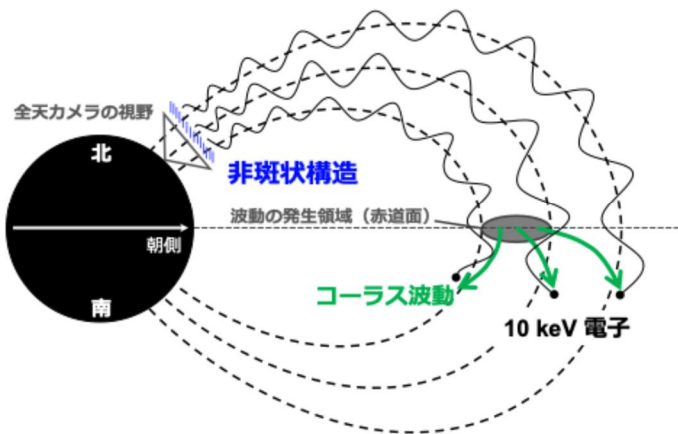 全天カメラの視野
北
非斑状構造
波動の発生領域（赤道面）
朝側
コーラス波動
南
10 keV 電子